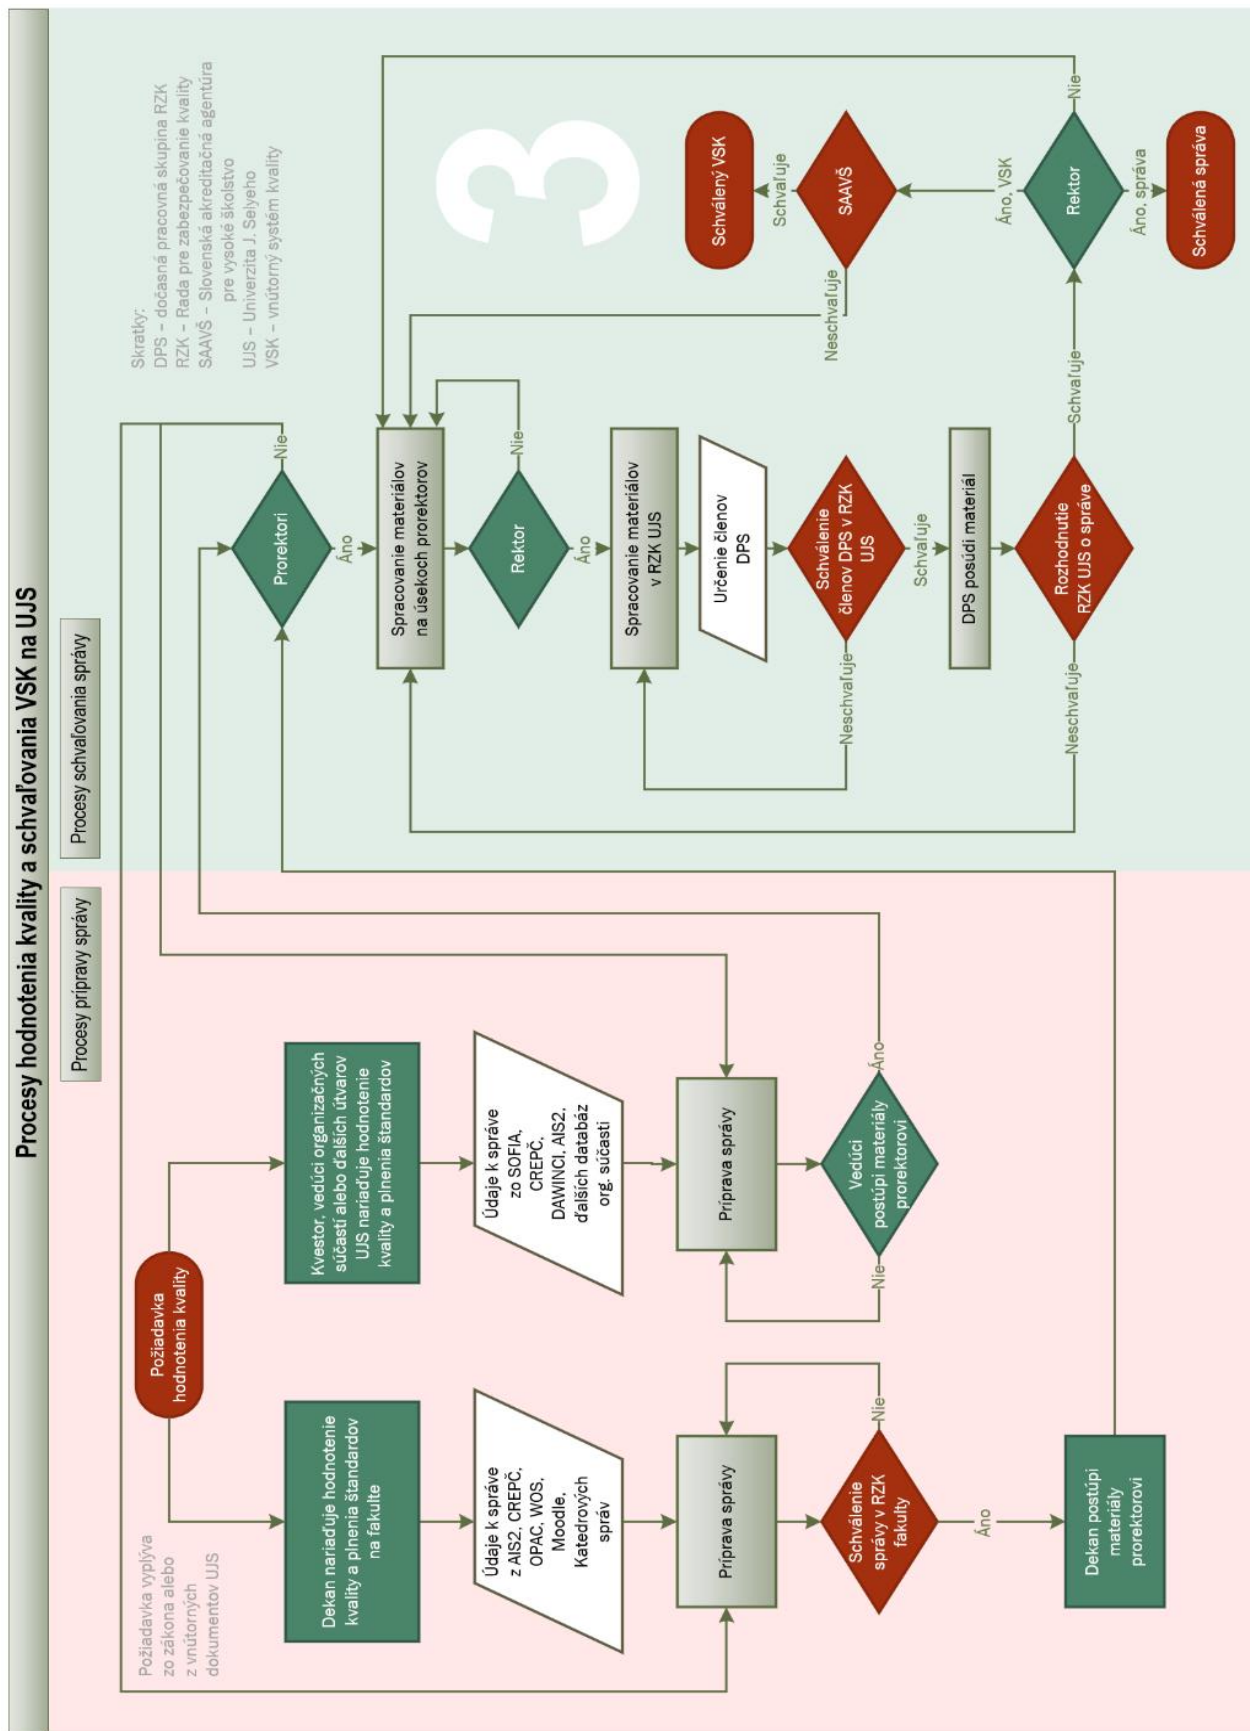 Procesy hodnotenia kvality a schvaľovania VSK na UJS
Procesy prípravy správy
Procesy schvaľovania správy
Požiadavka vyplýva
zo zákona alebo
z vnútorných
dokumentov UJS
Požiadavka
hodnotenia kvality
Dekan nariaďuje hodnotenie
kvality a plnenia štandardov
na fakulte
Údaje k správe
z AIS2, CREPČ,
OPAC, WOS,
Moodle,
Katedrových
správ
Príprava správy
Schválenie
správy v RZK
fakulty
Nie
Áno
Dekan postúpi
materiály
prorektorovi
Kvestor, vedúci organizačných
súčastí alebo ďalších útvarov
UJS nariaďuje hodnotenie
kvality a plnenia štandardov
Údaje k správe
zo SOFIA,
CREPČ,
DAWINCI, AIS2,
ďalších databáz
org. súčasti
Príprava správy
Vedúci
postúpi materiály
prorektorovi
Nie
Áno
Skratky:
DPS – dočasná pracovná skupina RZK
RZK – Rada pre zabezpečovanie kvality
SAAVŠ – Slovenská akreditačná agentúra
pre vysoké školstvo
UJS – Univerzita J. Selyeho
VSK – vnútorný systém kvality
3
Prorektori
Nie
Áno
Spracovanie materiálov
na úsekoch prorektorov
Rektor
Nie
Áno
Spracovanie materiálov
v RZK UJS
Určenie členov
DPS
Schválenie
členov DPS v RZK
UJS
Neschvaľuje
Schvaľuje
DPS posúdi materiál
Rozhodnutie
RZK UJS o správe
Neschvaľuje
Schvaľuje
Schválený VSK
Schvaľuje
SAAVŠ
Neschvaľuje
Áno, VSK
Rektor
Nie
Áno, správa
Schválená správa